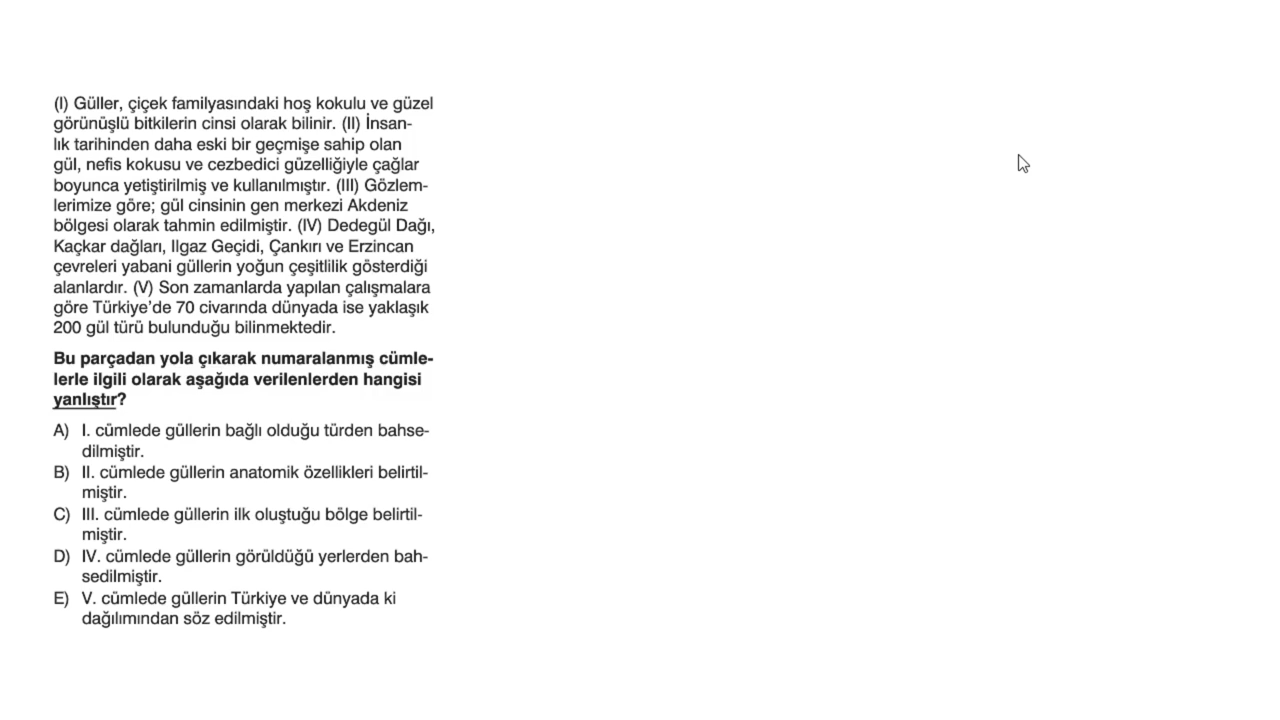 (I) Güller, çiçek familyasındaki hoş kokulu ve güzel
görünüşlü bitkilerin cinsi olarak bilinir. (II) İnsan-
lık tarihinden daha eski bir geçmişe sahip olan
gül, nefis kokusu ve cezbedici güzelliğiyle çağlar
boyunca yetiştirilmiş ve kullanılmıştır. (III) Gözlem-
lerimize göre; gül cinsinin gen merkezi Akdeniz
bölgesi olarak tahmin edilmiştir. (IV) Dedegül Dağı,
Kaçkar dağları, Ilgaz Geçidi, Çankırı ve Erzincan
çevreleri yabani güllerin yoğun çeşitlilik gösterdiği
alanlardır. (V) Son zamanlarda yapılan çalışmalara
göre Türkiye'de 70 civarında dünyada ise yaklaşık
200 gül türü bulunduğu bilinmektedir.
Bu parçadan yola çıkarak numaralanmış cümle-
lerle ilgili olarak aşağıda verilenlerden hangisi
yanlıştır?
A) I. cümlede güllerin bağlı olduğu türden bahse-
dilmiştir.
B) II. cümlede güllerin anatomik özellikleri belirtil-
miştir.
C) III. cümlede güllerin ilk oluştuğu bölge belirtil-
miştir.
D) IV. cümlede güllerin görüldüğü yerlerden bah-
sedilmiştir.
E) V. cümlede güllerin Türkiye ve dünyada ki
dağılımından söz edilmiştir.